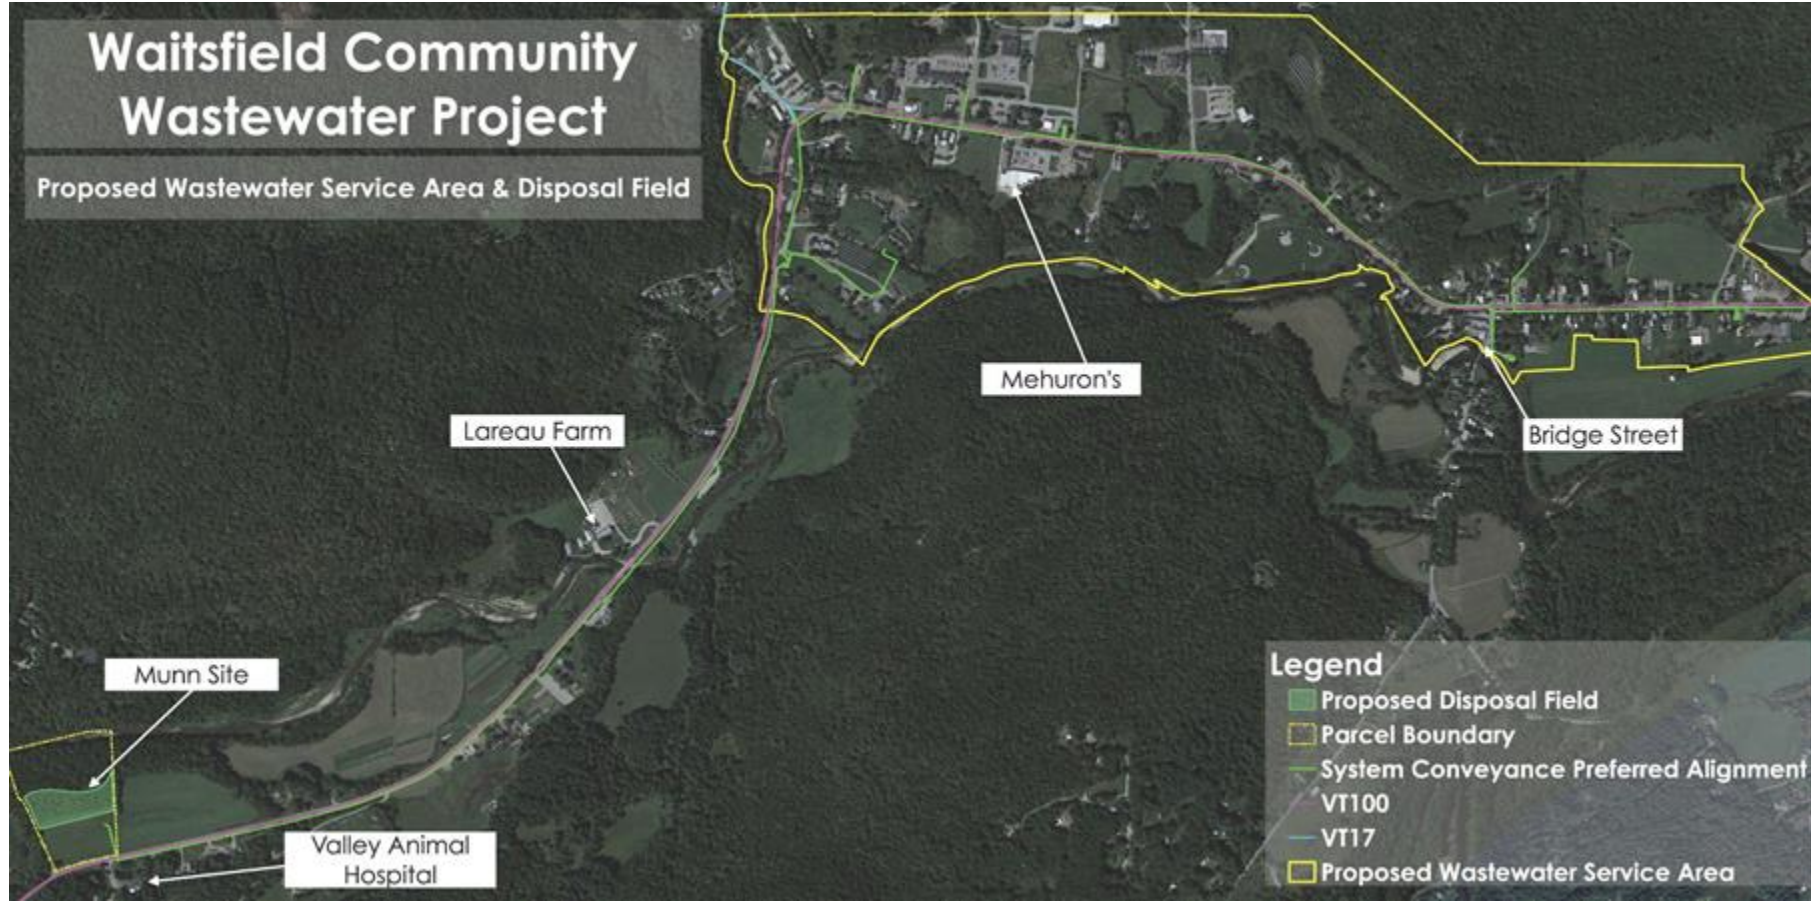 Waitsfield Community
Wastewater Project
Proposed Wastewater Service Area & Disposal Field
Mehuron's
Lareau Farm
Bridge Street
Munn Site
Valley Animal
Hospital
Legend
Proposed Disposal Field
Parcel Boundary
System Conveyance Preferred Alignment
VT100
VT17
Proposed Wastewater Service Area